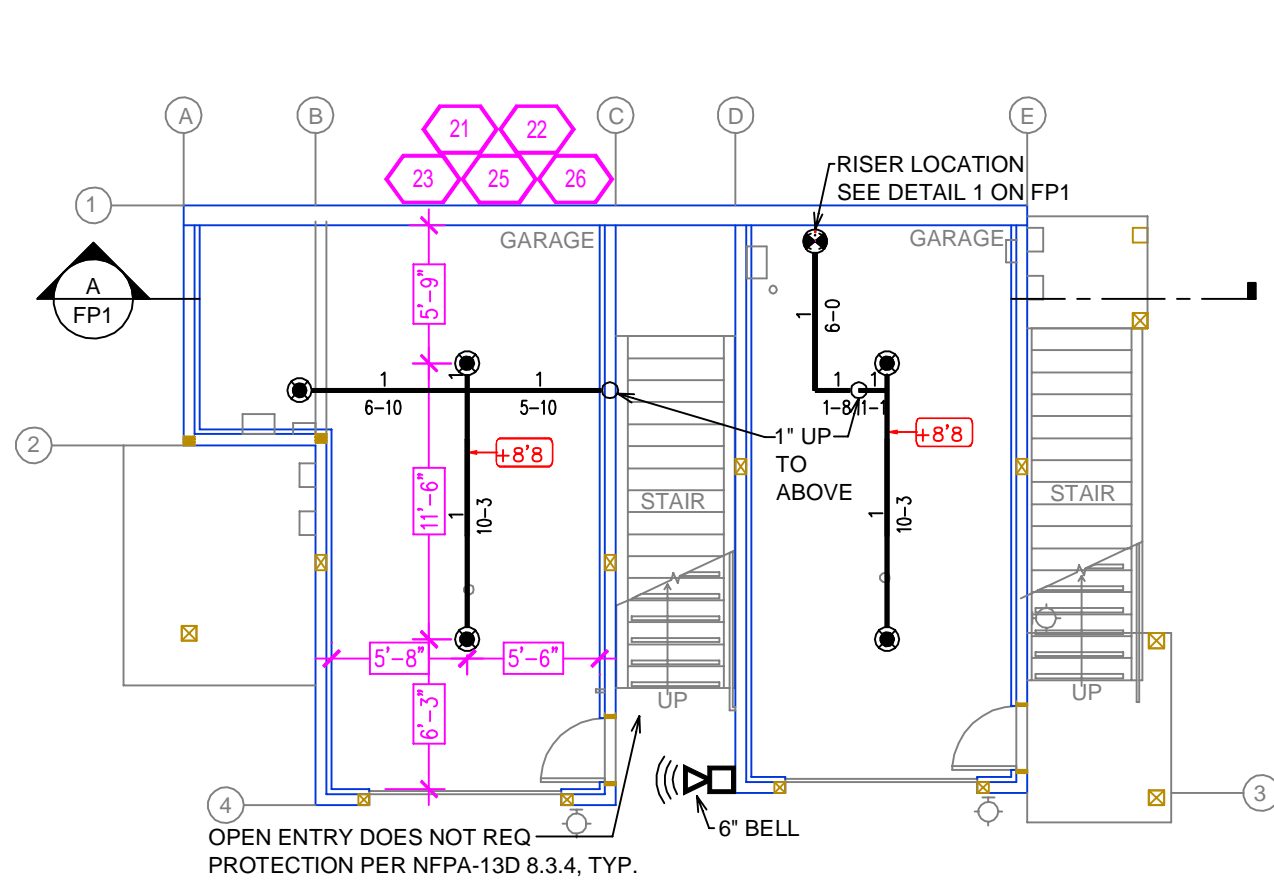 A
B
C
D
E
21
22
23
25
26
RISER LOCATION
SEE DETAIL 1 ON FP1
1
GARAGE
GARAGE
A
FP1
5'-9"
1
6-0
1
6-10
1
1
5-10
1
1-8
1
1-1
2
+8'8
+8'8
1" UP
TO
ABOVE
11'-6"
1
10-3
1
10-3
STAIR
STAIR
5'-8"
5'-6"
UP
UP
6'-3"
4
3
6" BELL
OPEN ENTRY DOES NOT REQ
PROTECTION PER NFPA-13D 8.3.4, TYP.